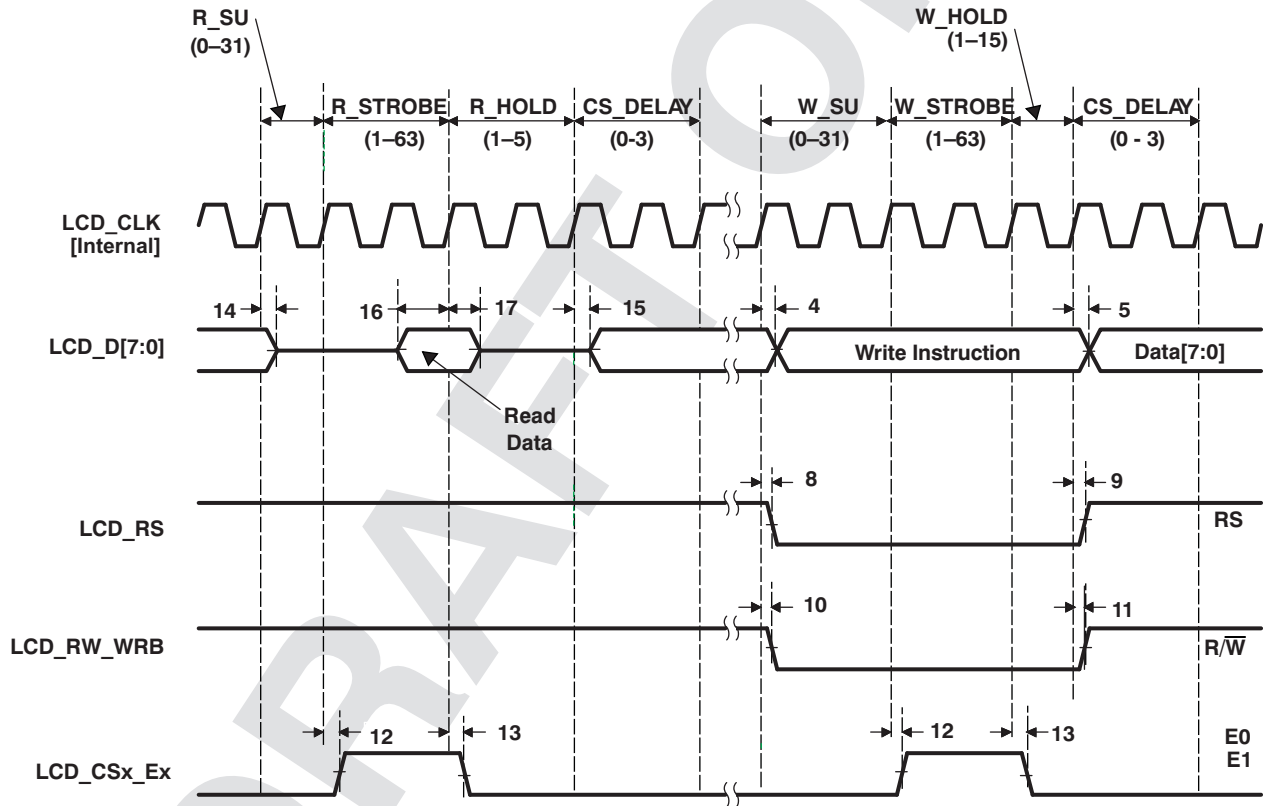 R_SU
(0–31)
W_HOLD
(1–15)
R_STROBE
(1–63)
R_HOLD
(1–5)
CS_DELAY
(0-3)
W_SU
(0–31)
W_STROBE
(1–63)
CS_DELAY
(0 - 3)
LCD_CLK
[Internal]
14
16
17
15
4
5
LCD_D[7:0]
Write Instruction
Data[7:0]
Read
Data
8
9
LCD_RS
RS
10
11
LCD_RW_WRB
R/W̅
12
13
12
13
E0
E1
LCD_CSx_Ex
DRAFT